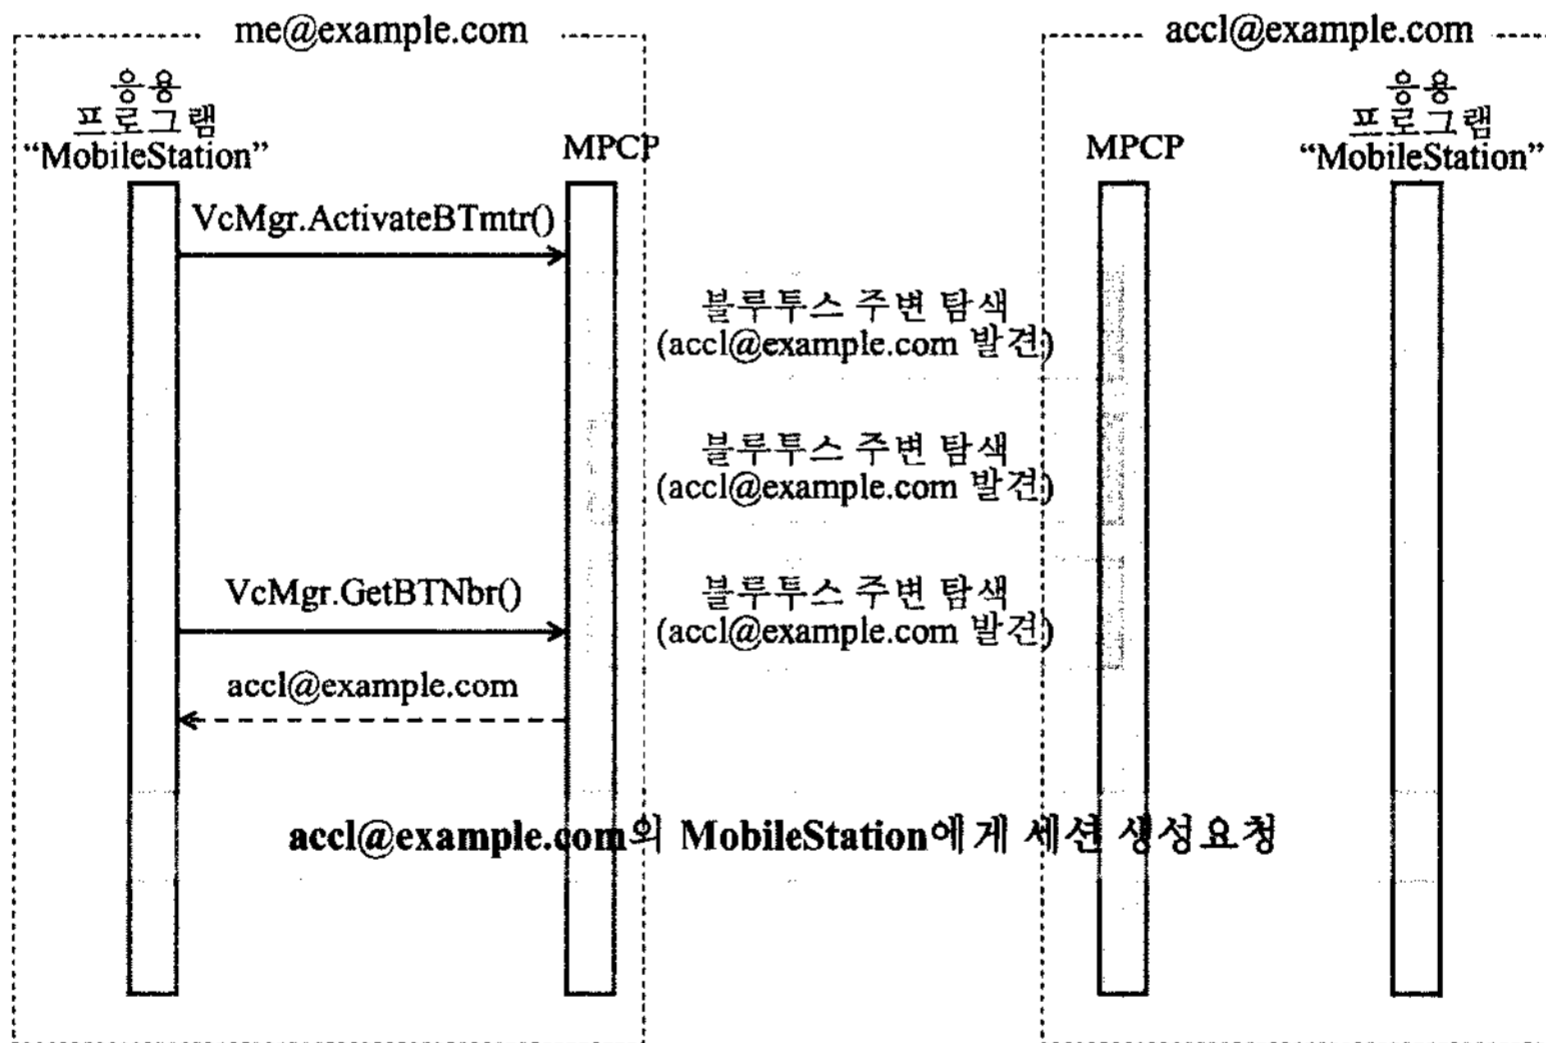 me@example.com
accl@example.com
응용
프로그램
“MobileStation”
MPCP
MPCP
응용
프로그램
“MobileStation”
VcMgr.ActivateBTmtr()
블루투스 주변 탐색
(accl@example.com 발견)
블루투스 주변 탐색
(accl@example.com 발견)
VcMgr.GetBTNbr()
블루투스 주변 탐색
(accl@example.com 발견)
accl@example.com
accl@example.com의 MobileStation에게 세션 생성요청